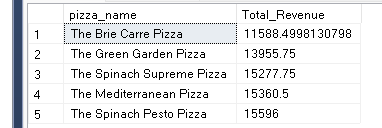 pizza_name Total_Revenue
1 The Brie Carre Pizza 11588.4998130798
2 The Green Garden Pizza 13955.75
3 The Spinach Supreme Pizza 15277.75
4 The Mediterranean Pizza 15360.5
5 The Spinach Pesto Pizza 15596